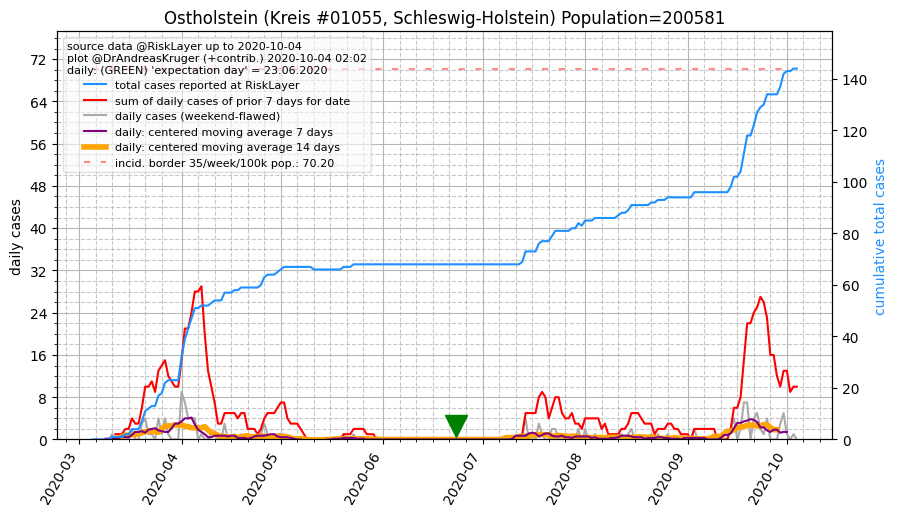 Ostholstein (Kreis #01055, Schleswig-Holstein) Population=200581
source data @RiskLayer up to 2020-10-04
plot @DrAndreasKruger (+contrib.) 2020-10-04 02:02
daily: (GREEN) 'expectation day' = 23.06.2020
total cases reported at RiskLayer
sum of daily cases of prior 7 days for date
daily cases (weekend-flawed)
daily: centered moving average 7 days
daily: centered moving average 14 days
incid. border 35/week/100k pop.: 70.20
daily cases
72
64
56
48
40
32
24
16
8
0
cumulative total cases
140
120
100
80
60
40
20
0
2020-03
2020-04
2020-05
2020-06
2020-07
2020-08
2020-09
2020-10